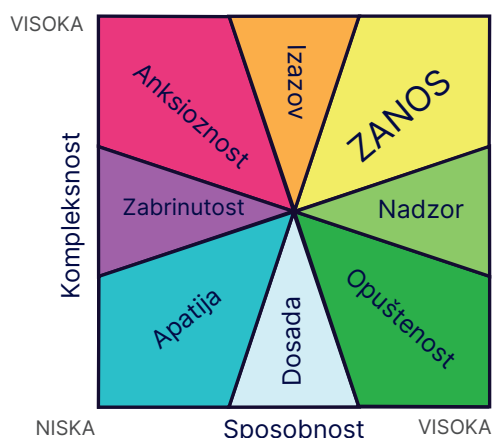 VISOKA
Anksioznost
Izazov
ZANOS
Kompleksnost
Zabrinutost
Nadzor
Apatija
Dosada
Opuštenost
NISKA
Sposobnost
VISOKA